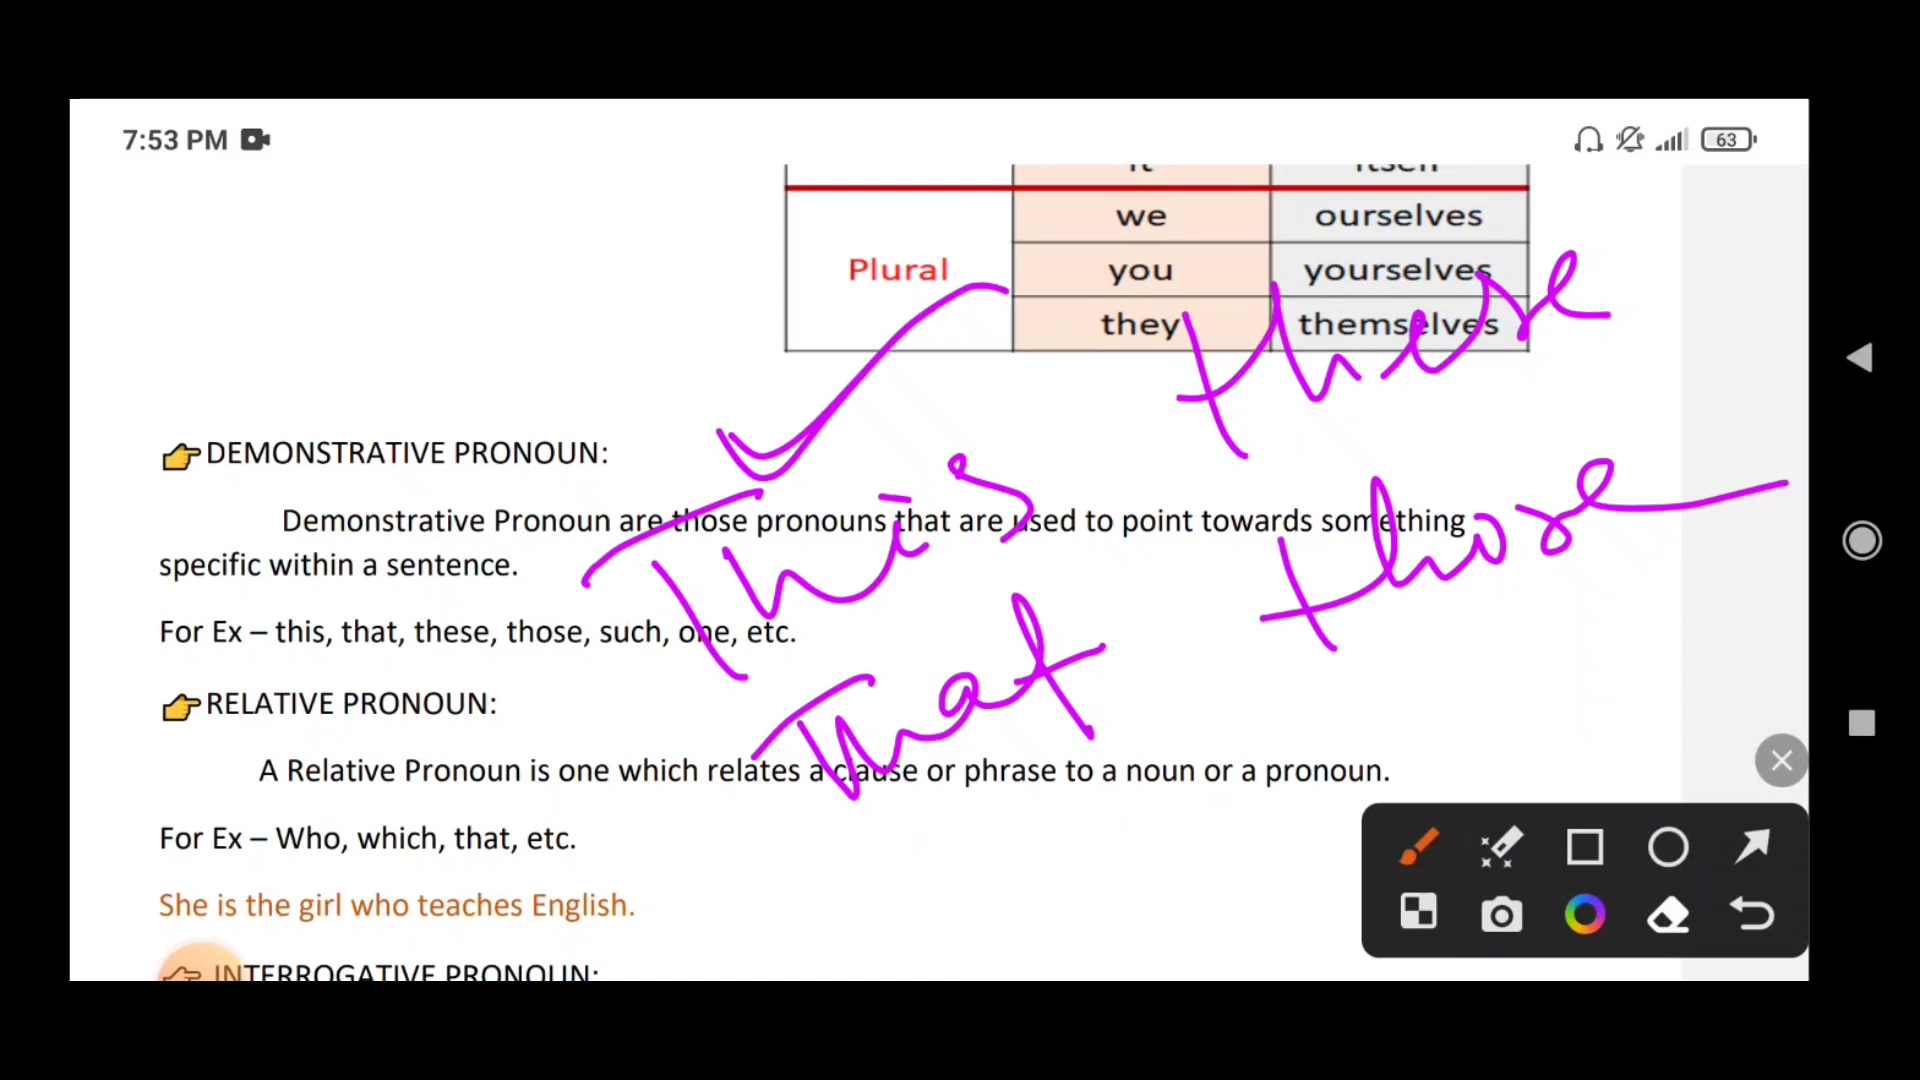 7:53 PM 63
it itself
we ourselves
Plural you yourselves
they themselves
these
DEMONSTRATIVE PRONOUN:
This
those
Demonstrative Pronoun are those pronouns that are used to point towards something
specific within a sentence.
For Ex – this, that, these, those, such, one, etc.
That
RELATIVE PRONOUN:
A Relative Pronoun is one which relates a clause or phrase to a noun or a pronoun.
For Ex – Who, which, that, etc.
She is the girl who teaches English.
INTERROGATIVE PRONOUN: